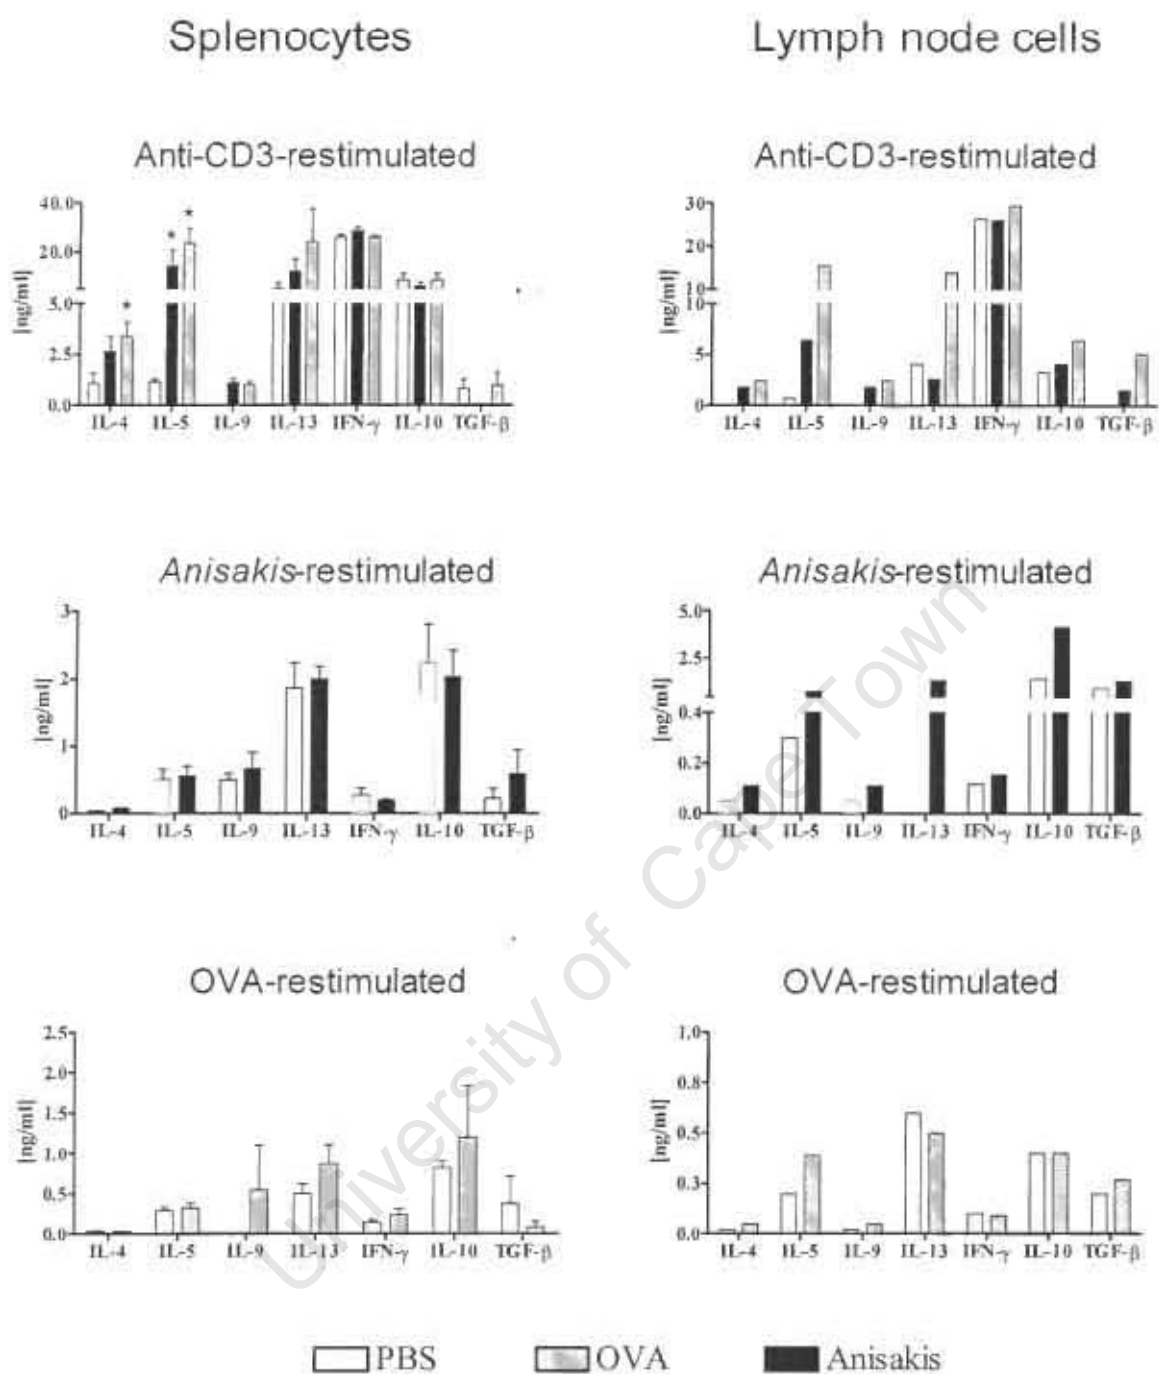 Splenocytes
Lymph node cells
Anti-CD3-restimulated
Anti-CD3-restimulated
[ng/ml]
40.0
20.0
5.0
2.5
0.0
* * *
IL-4 IL-5 IL-9 IL-13 IFN-γ IL-10 TGF-β
[ng/ml]
30
20
10
10
5
0
IL-4 IL-5 IL-9 IL-13 IFN-γ IL-10 TGF-β
Anisakis-restimulated
Anisakis-restimulated
[ng/ml]
3
2
1
0
IL-4 IL-5 IL-9 IL-13 IFN-γ IL-10 TGF-β
[ng/ml]
5.0
2.5
0.4
0.2
0.0
IL-4 IL-5 IL-9 IL-13 IFN-γ IL-10 TGF-β
OVA-restimulated
OVA-restimulated
[ng/ml]
2.5
2.0
1.5
1.0
0.5
0.0
IL-4 IL-5 IL-9 IL-13 IFN-γ IL-10 TGF-β
[ng/ml]
1.0
0.8
0.5
0.3
0.0
IL-4 IL-5 IL-9 IL-13 IFN-γ IL-10 TGF-β
PBS OVA Anisakis
University of Cape Town